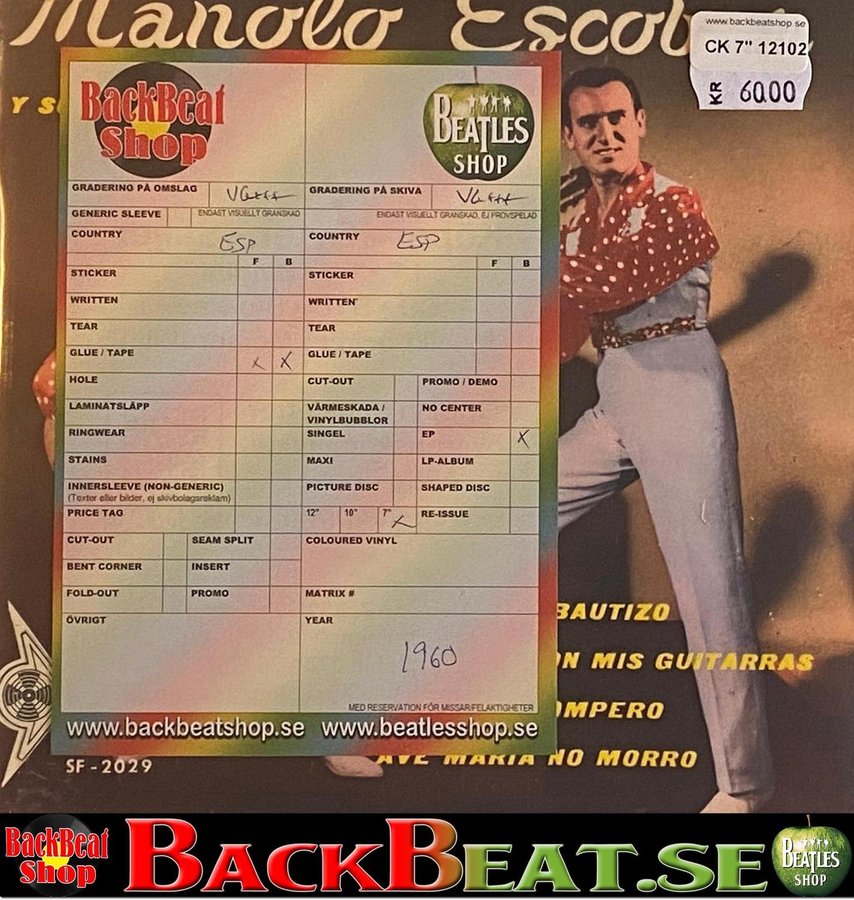 Manolo Escob
www.backbeatshop.se
CK 7" 12102
KR 60.00
Y S
BackBeat Shop
BEATLES SHOP
GRADERING PÅ OMSLAG VG+++ GRADERING PÅ SKIVA VG+++
GENERIC SLEEVE ENDAST VISUELLT GRANSKAD ENDAST VISUELLT GRANSKAD, EJ PROVSPELAD
COUNTRY ESP COUNTRY ESP
F B F B
STICKER STICKER
WRITTEN WRITTEN
TEAR TEAR
GLUE / TAPE x X GLUE / TAPE
HOLE CUT-OUT PROMO / DEMO
LAMINATSLÄPP VÄRMESKADA / VINYLBUBBLOR NO CENTER
RINGWEAR SINGEL EP X
STAINS MAXI LP-ALBUM
INNERSLEEVE (NON-GENERIC) PICTURE DISC SHAPED DISC
(Texter eller bilder, ej skivbolagsreklam)
PRICE TAG 12" 10" 7" X RE-ISSUE
CUT-OUT SEAM SPLIT COLOURED VINYL
BENT CORNER INSERT
FOLD-OUT PROMO MATRIX #
ÖVRIGT YEAR
1960
MED RESERVATION FÖR MISSAR/FELAKTIGHETER
www.backbeatshop.se www.beatlesshop.se
BAUTIZO
N MIS GUITARRAS
OMPERO
AVE MARIA NO MORRO
SF - 2029
BackBeat Shop
BACKBEAT.SE
BEATLES SHOP